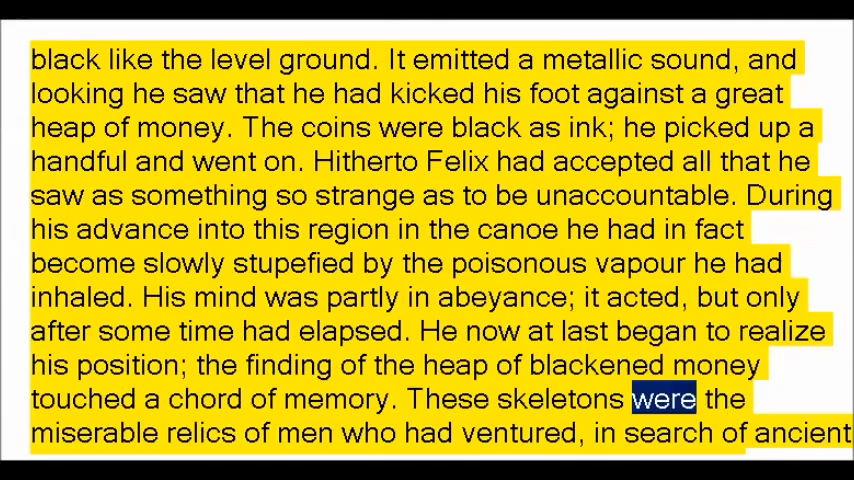 black like the level ground. It emitted a metallic sound, and
looking he saw that he had kicked his foot against a great
heap of money. The coins were black as ink; he picked up a
handful and went on. Hitherto Felix had accepted all that he
saw as something so strange as to be unaccountable. During
his advance into this region in the canoe he had in fact
become slowly stupefied by the poisonous vapour he had
inhaled. His mind was partly in abeyance; it acted, but only
after some time had elapsed. He now at last began to realize
his position; the finding of the heap of blackened money
touched a chord of memory. These skeletons were the
miserable relics of men who had ventured, in search of ancient